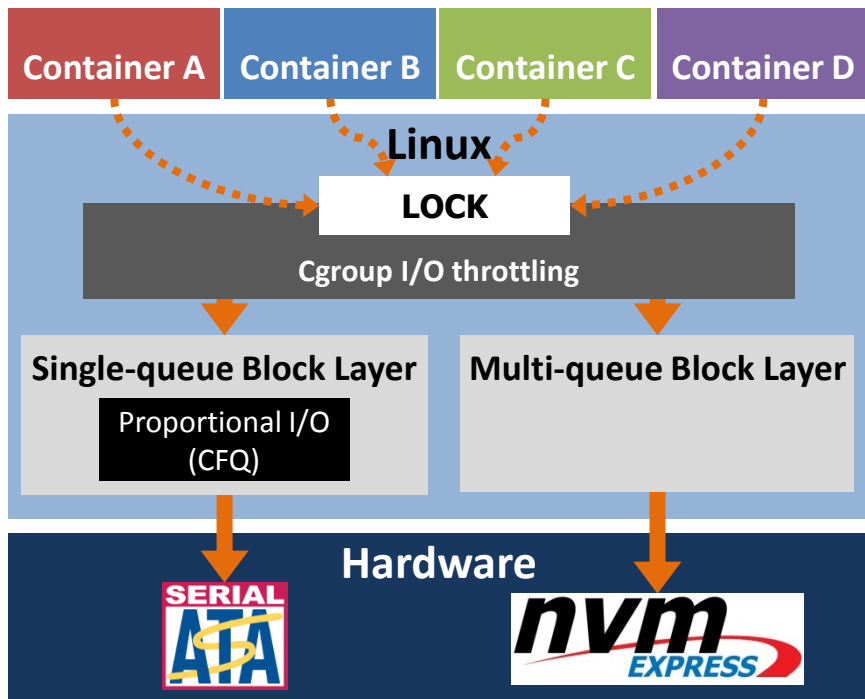 Container A
Container B
Container C
Container D
Linux
LOCK
Cgroup I/O throttling
Single-queue Block Layer
Multi-queue Block Layer
Proportional I/O
(CFQ)
Hardware
SERIAL
ATA
nvm
EXPRESS